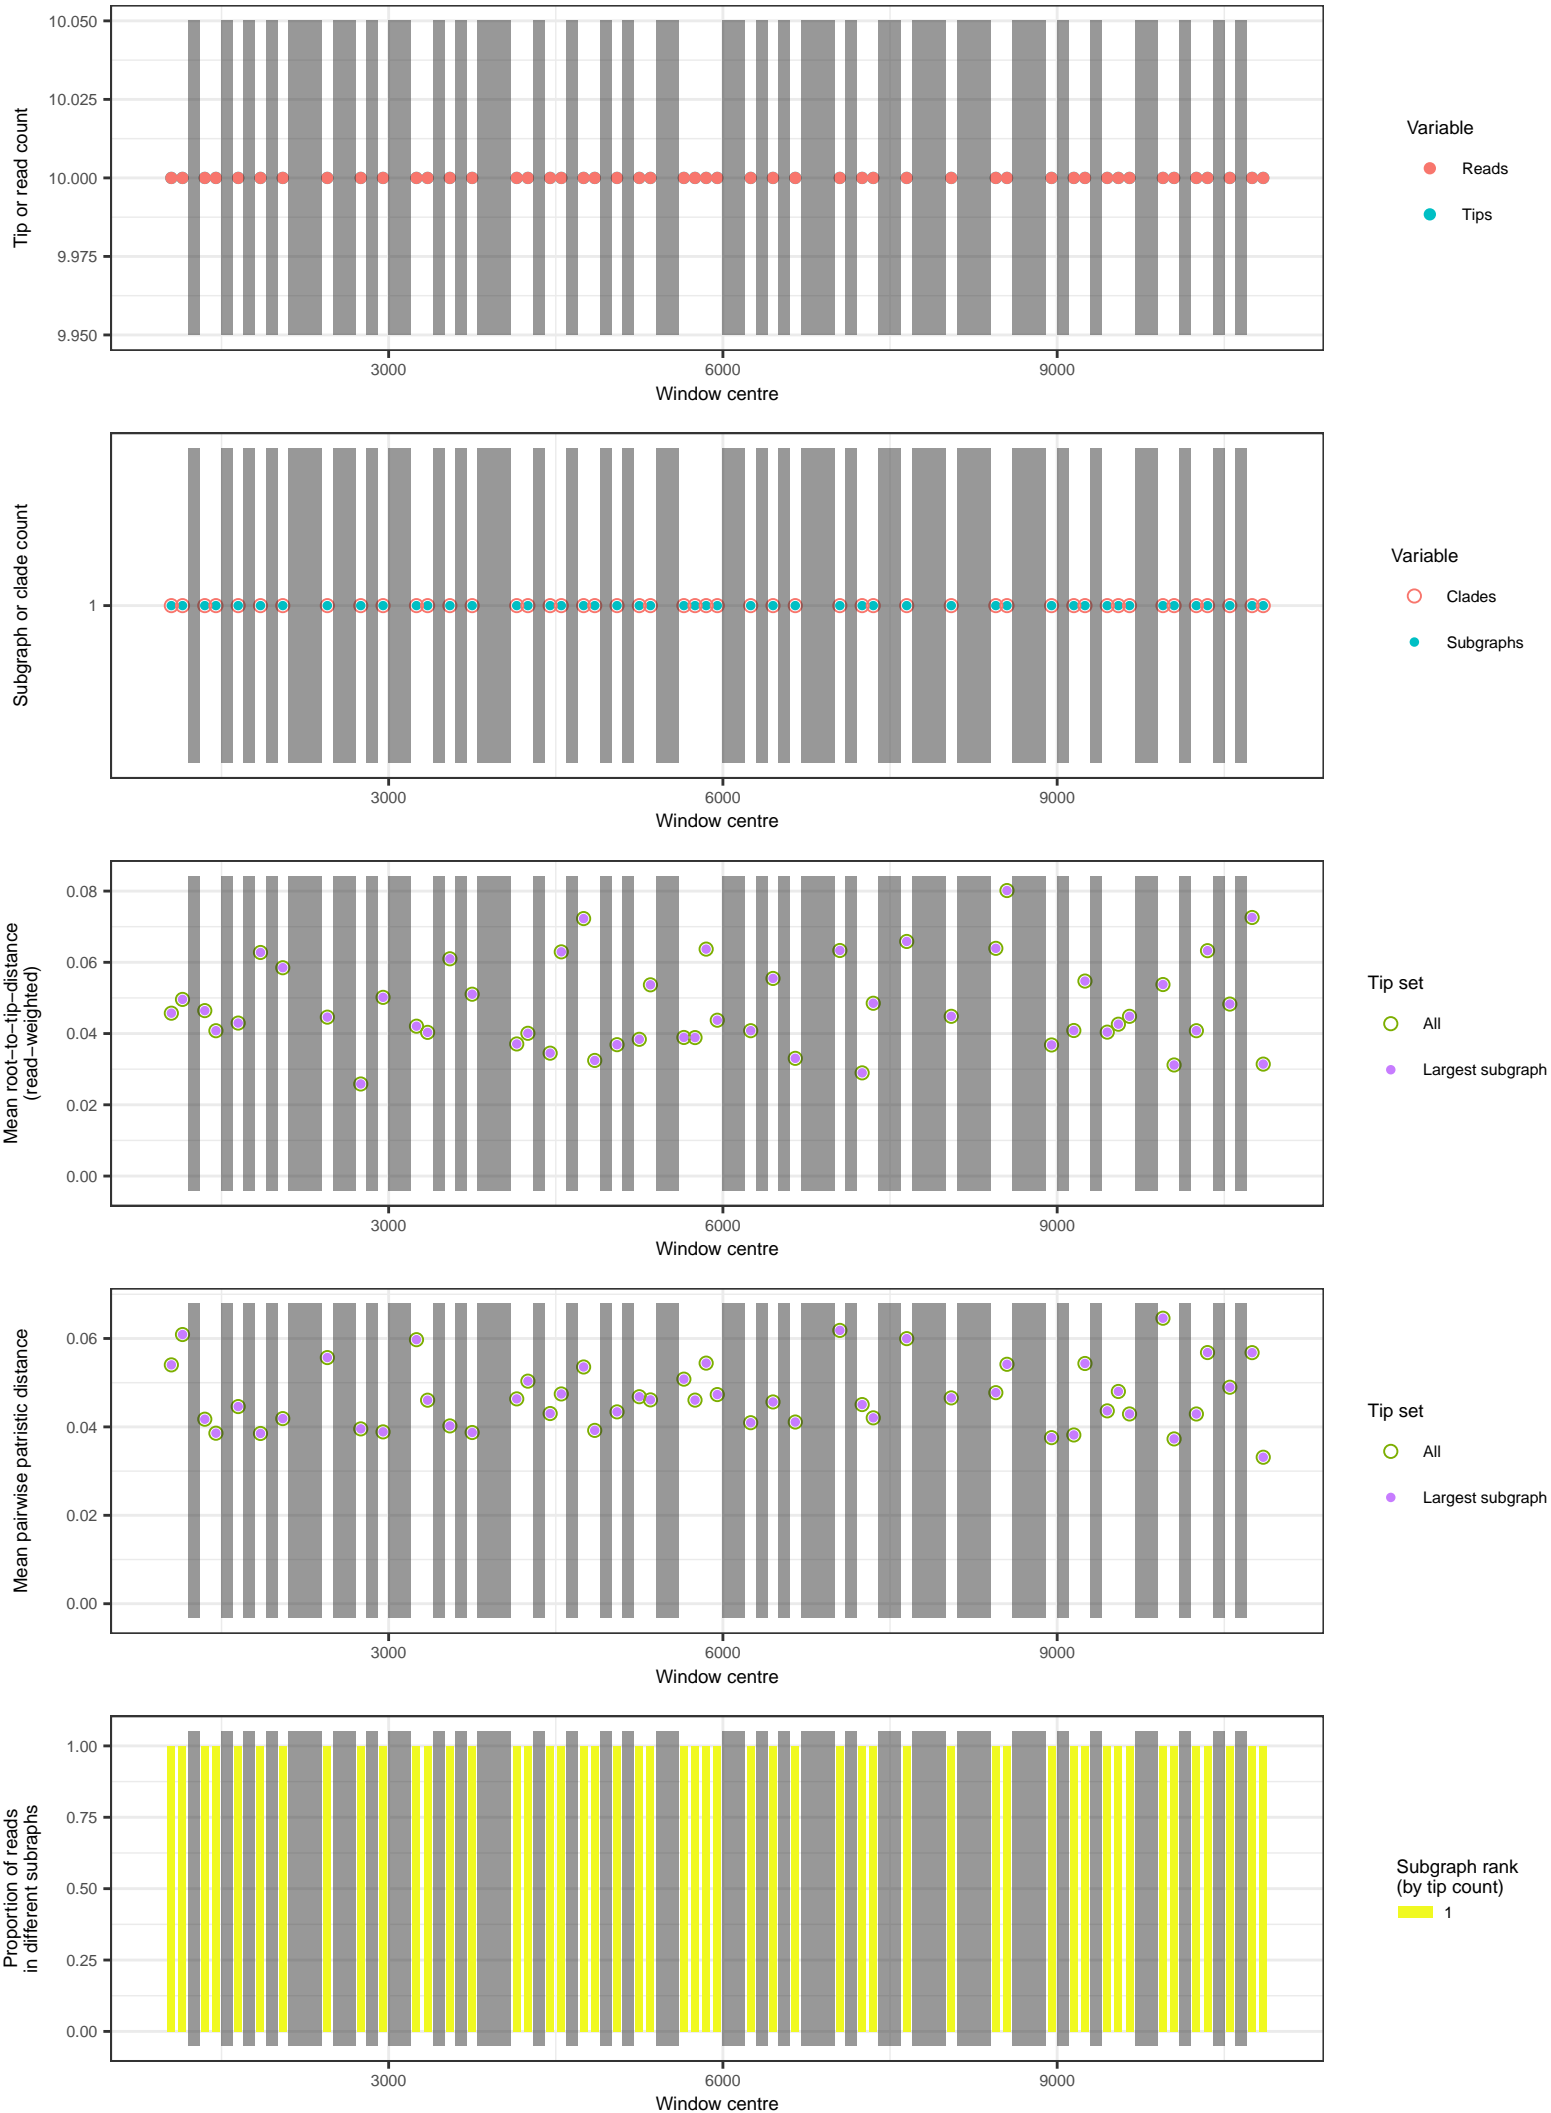 10.050
10.025
10.000
9.975
9.950
Tip or read count
3000
6000
9000
Window centre
Variable
Reads
Tips
1
Subgraph or clade count
3000
6000
9000
Window centre
Variable
Clades
Subgraphs
0.08
0.06
0.04
0.02
0.00
Mean root−to−tip−distance
(read−weighted)
3000
6000
9000
Window centre
Tip set
All
Largest subgraph
0.06
0.04
0.02
0.00
Mean pairwise patristic distance
3000
6000
9000
Window centre
Tip set
All
Largest subgraph
1.00
0.75
0.50
0.25
0.00
Proportion of reads
in different subraphs
3000
6000
9000
Window centre
Subgraph rank
(by tip count)
1